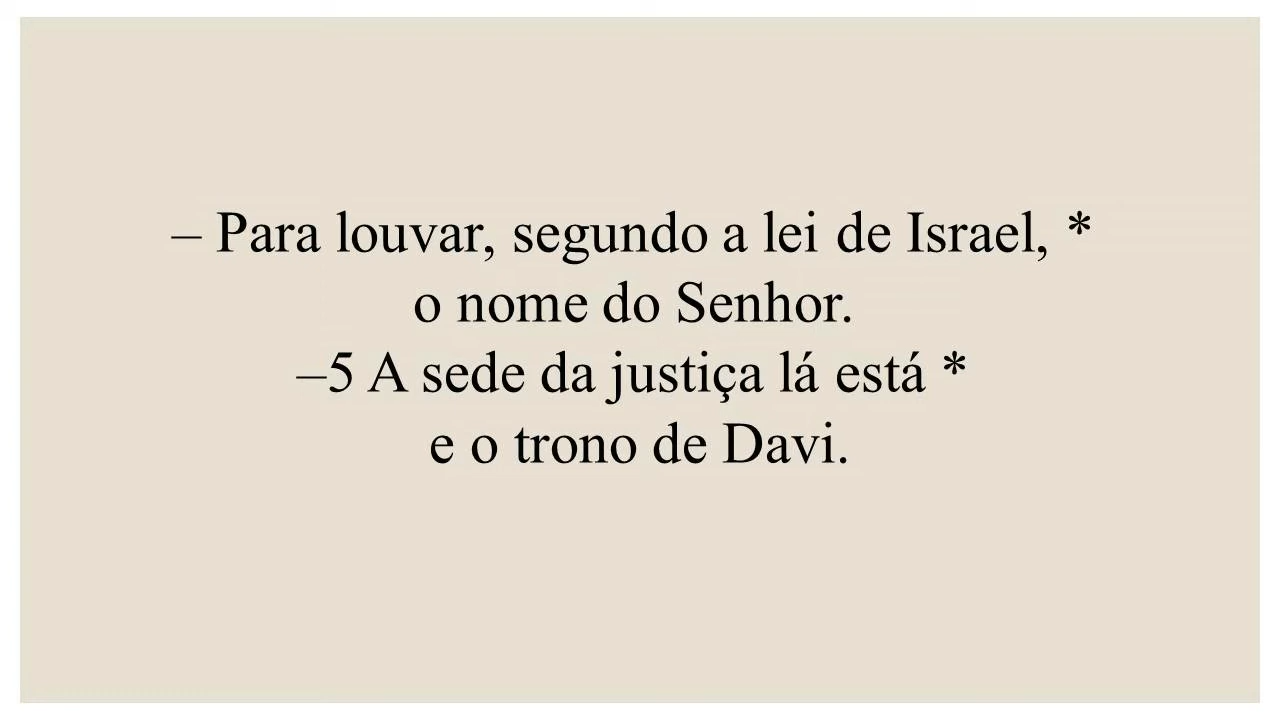 – Para louvar, segundo a lei de Israel, *
o nome do Senhor.
–5 A sede da justiça lá está *
e o trono de Davi.